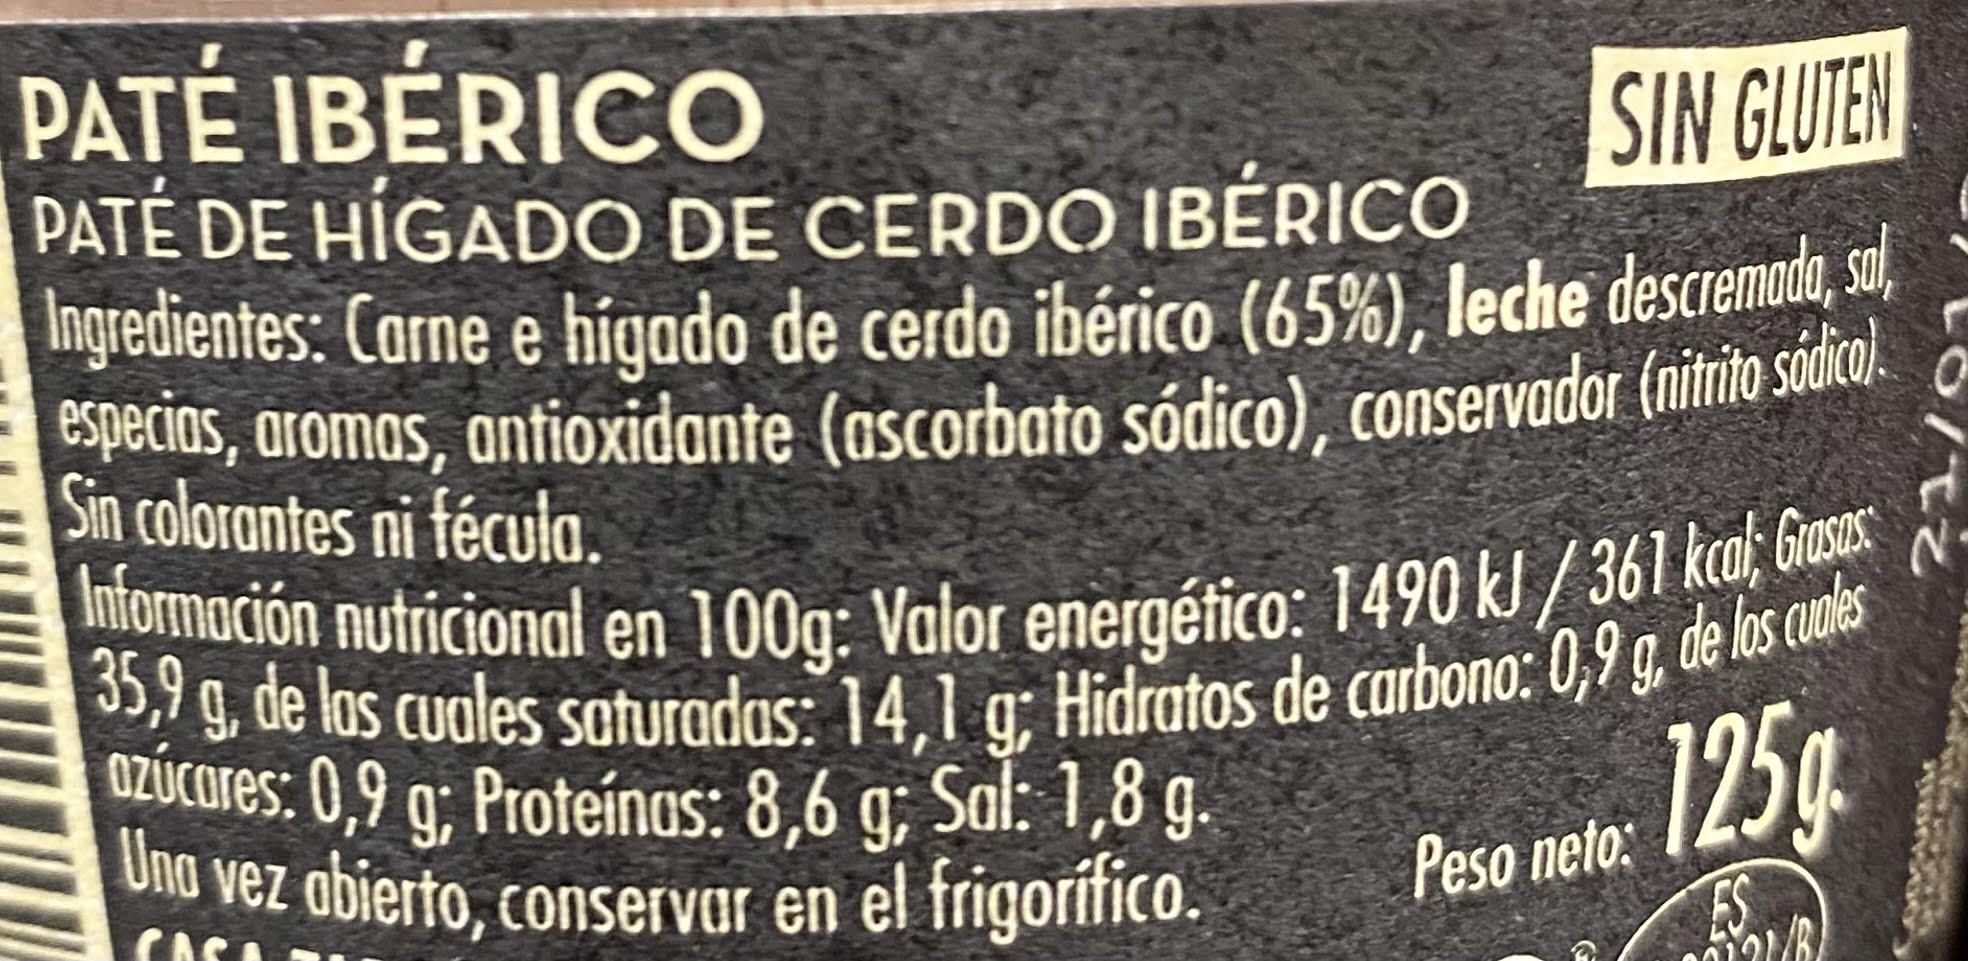 PATÉ IBÉRICO
SIN GLUTEN
PATÉ DE HÍGADO DE CERDO IBÉRICO
Ingredientes: Carne e hígado de cerdo ibérico (65%), leche descremada, sal,
especias, aromas, antioxidante (ascorbato sódico), conservador (nitrito sódico).
Sin colorantes ni fécula.
Información nutricional en 100g: Valor energético: 1490 kJ / 361 kcal; Grasas:
35,9 g, de las cuales saturadas: 14,1 g; Hidratos de carbono: 0,9 g, de los cuales
azúcares: 0,9 g; Proteínas: 8,6 g; Sal: 1,8 g.
Una vez abierto, conservar en el frigorífico.
Peso neto: 125g.
CASA
ES